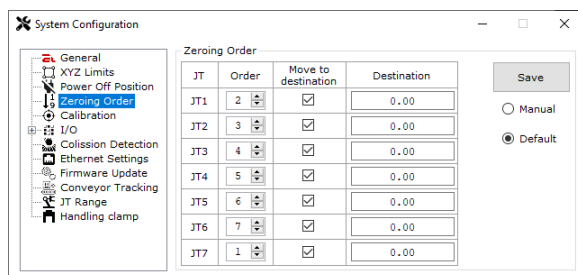 System Configuration
General
XYZ Limits
Power Off Position
Zeroing Order
Calibration
I/O
Colission Detection
Ethernet Settings
Firmware Update
Conveyor Tracking
JT Range
Handling clamp
Zeroing Order
JT Order Move to destination Destination
JT1 2 0.00
JT2 3 0.00
JT3 4 0.00
JT4 5 0.00
JT5 6 0.00
JT6 7 0.00
JT7 1 0.00
Save
Manual
Default